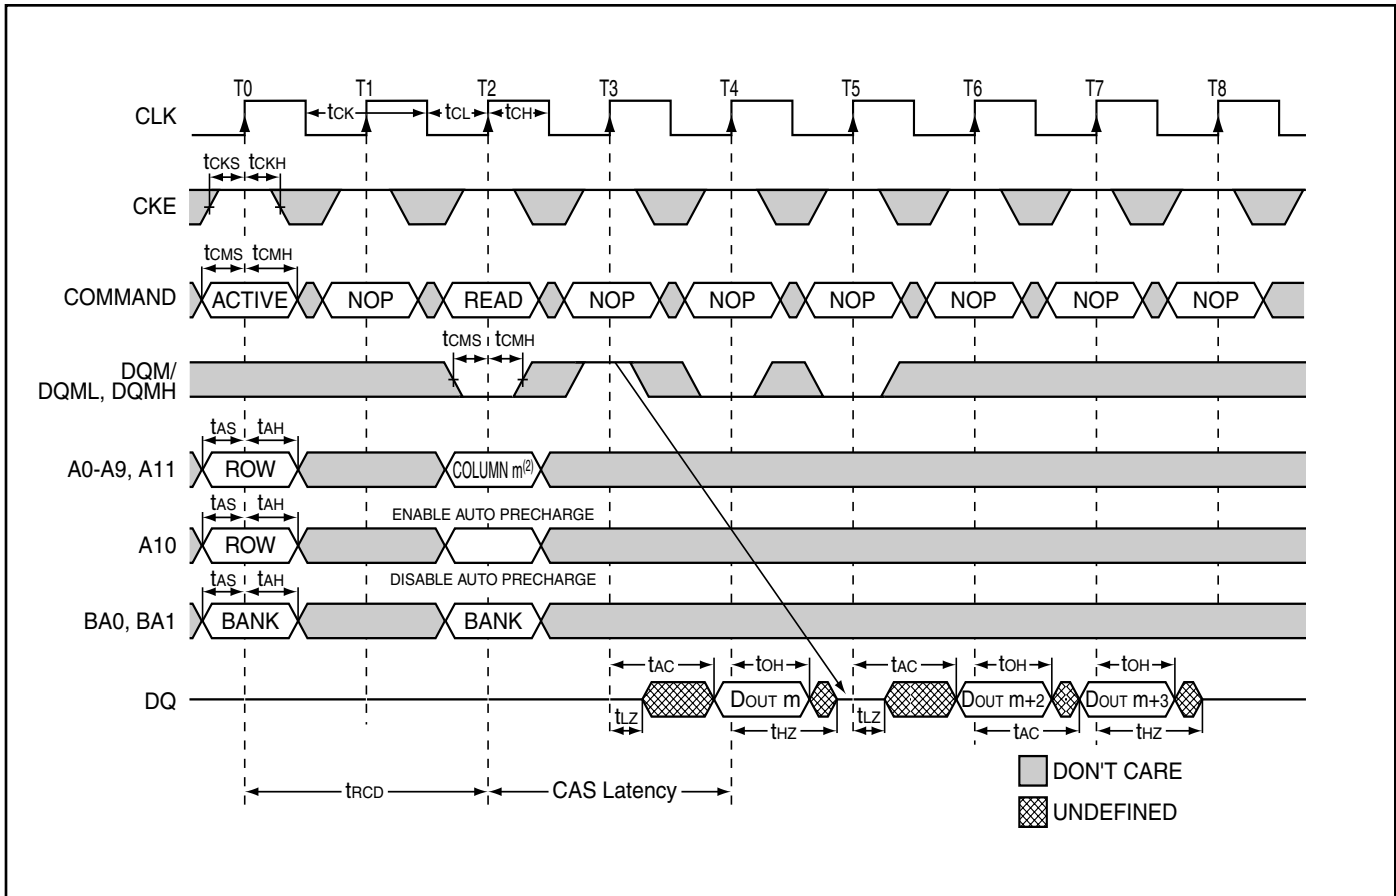 T0 T1 T2 T3 T4 T5 T6 T7 T8
CLK
tCK tCL tCH
tCKS tCKH
CKE
tCMS tCMH
COMMAND ACTIVE NOP READ NOP NOP NOP NOP NOP NOP
tCMS tCMH
DQM/
DQML, DQMH
tAS tAH
A0-A9, A11 ROW COLUMN m(2)
tAS tAH ENABLE AUTO PRECHARGE
A10 ROW
tAS tAH DISABLE AUTO PRECHARGE
BA0, BA1 BANK BANK
tAC tOH tAC tOH tOH
DQ DOUT m DOUT m+2 DOUT m+3
tLZ tHZ tLZ tAC tHZ
DON'T CARE
tRCD CAS Latency
UNDEFINED